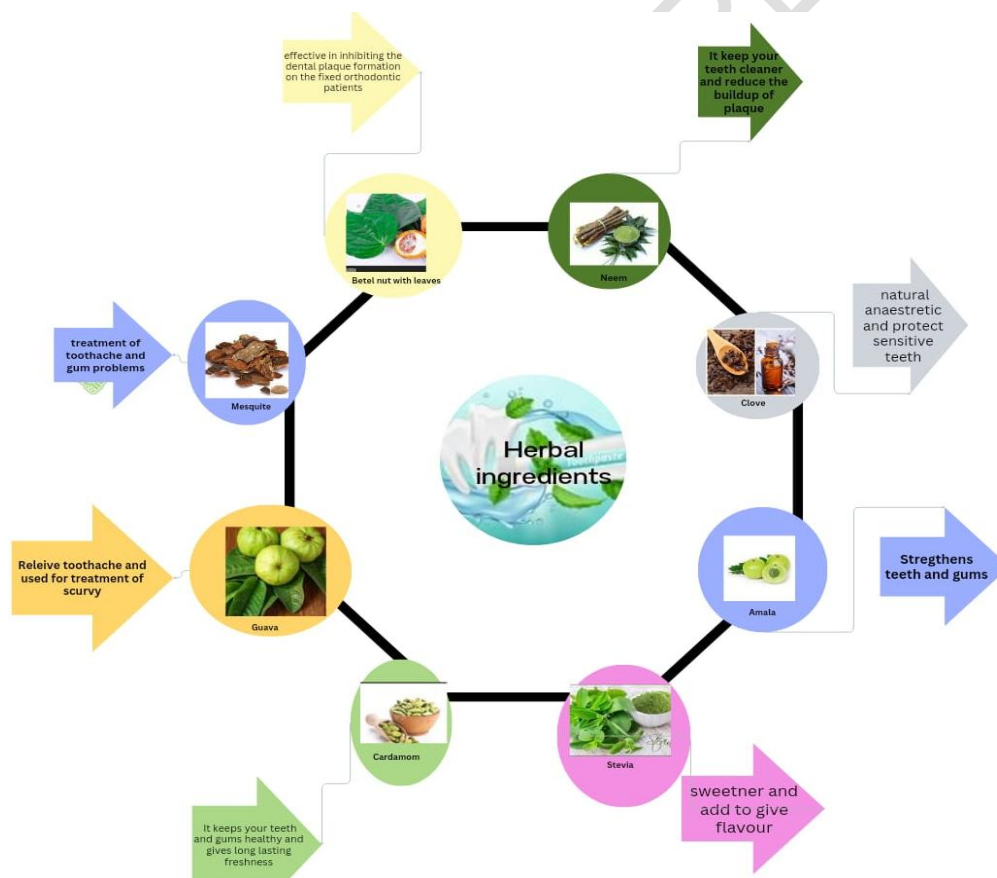 effective in inhibiting the
dental plaque formation
on the fixed orthodontic
patients
It keep your
teeth cleaner
and reduce the
buildup of
plaque
Betel nut with leaves
Neem
treatment of
toothache and
gum problems
Mesquite
natural
anaestretic
and protect
sensitive
teeth
Clove
Herbal
ingredients
Releive toothache and
used for treatment of
scurvy
Guava
Amala
Stregthens
teeth and gums
Cardamom
Stevia
sweetner and
add to give
flavour
It keeps your teeth
and gums healthy and
gives long lasting
freshness